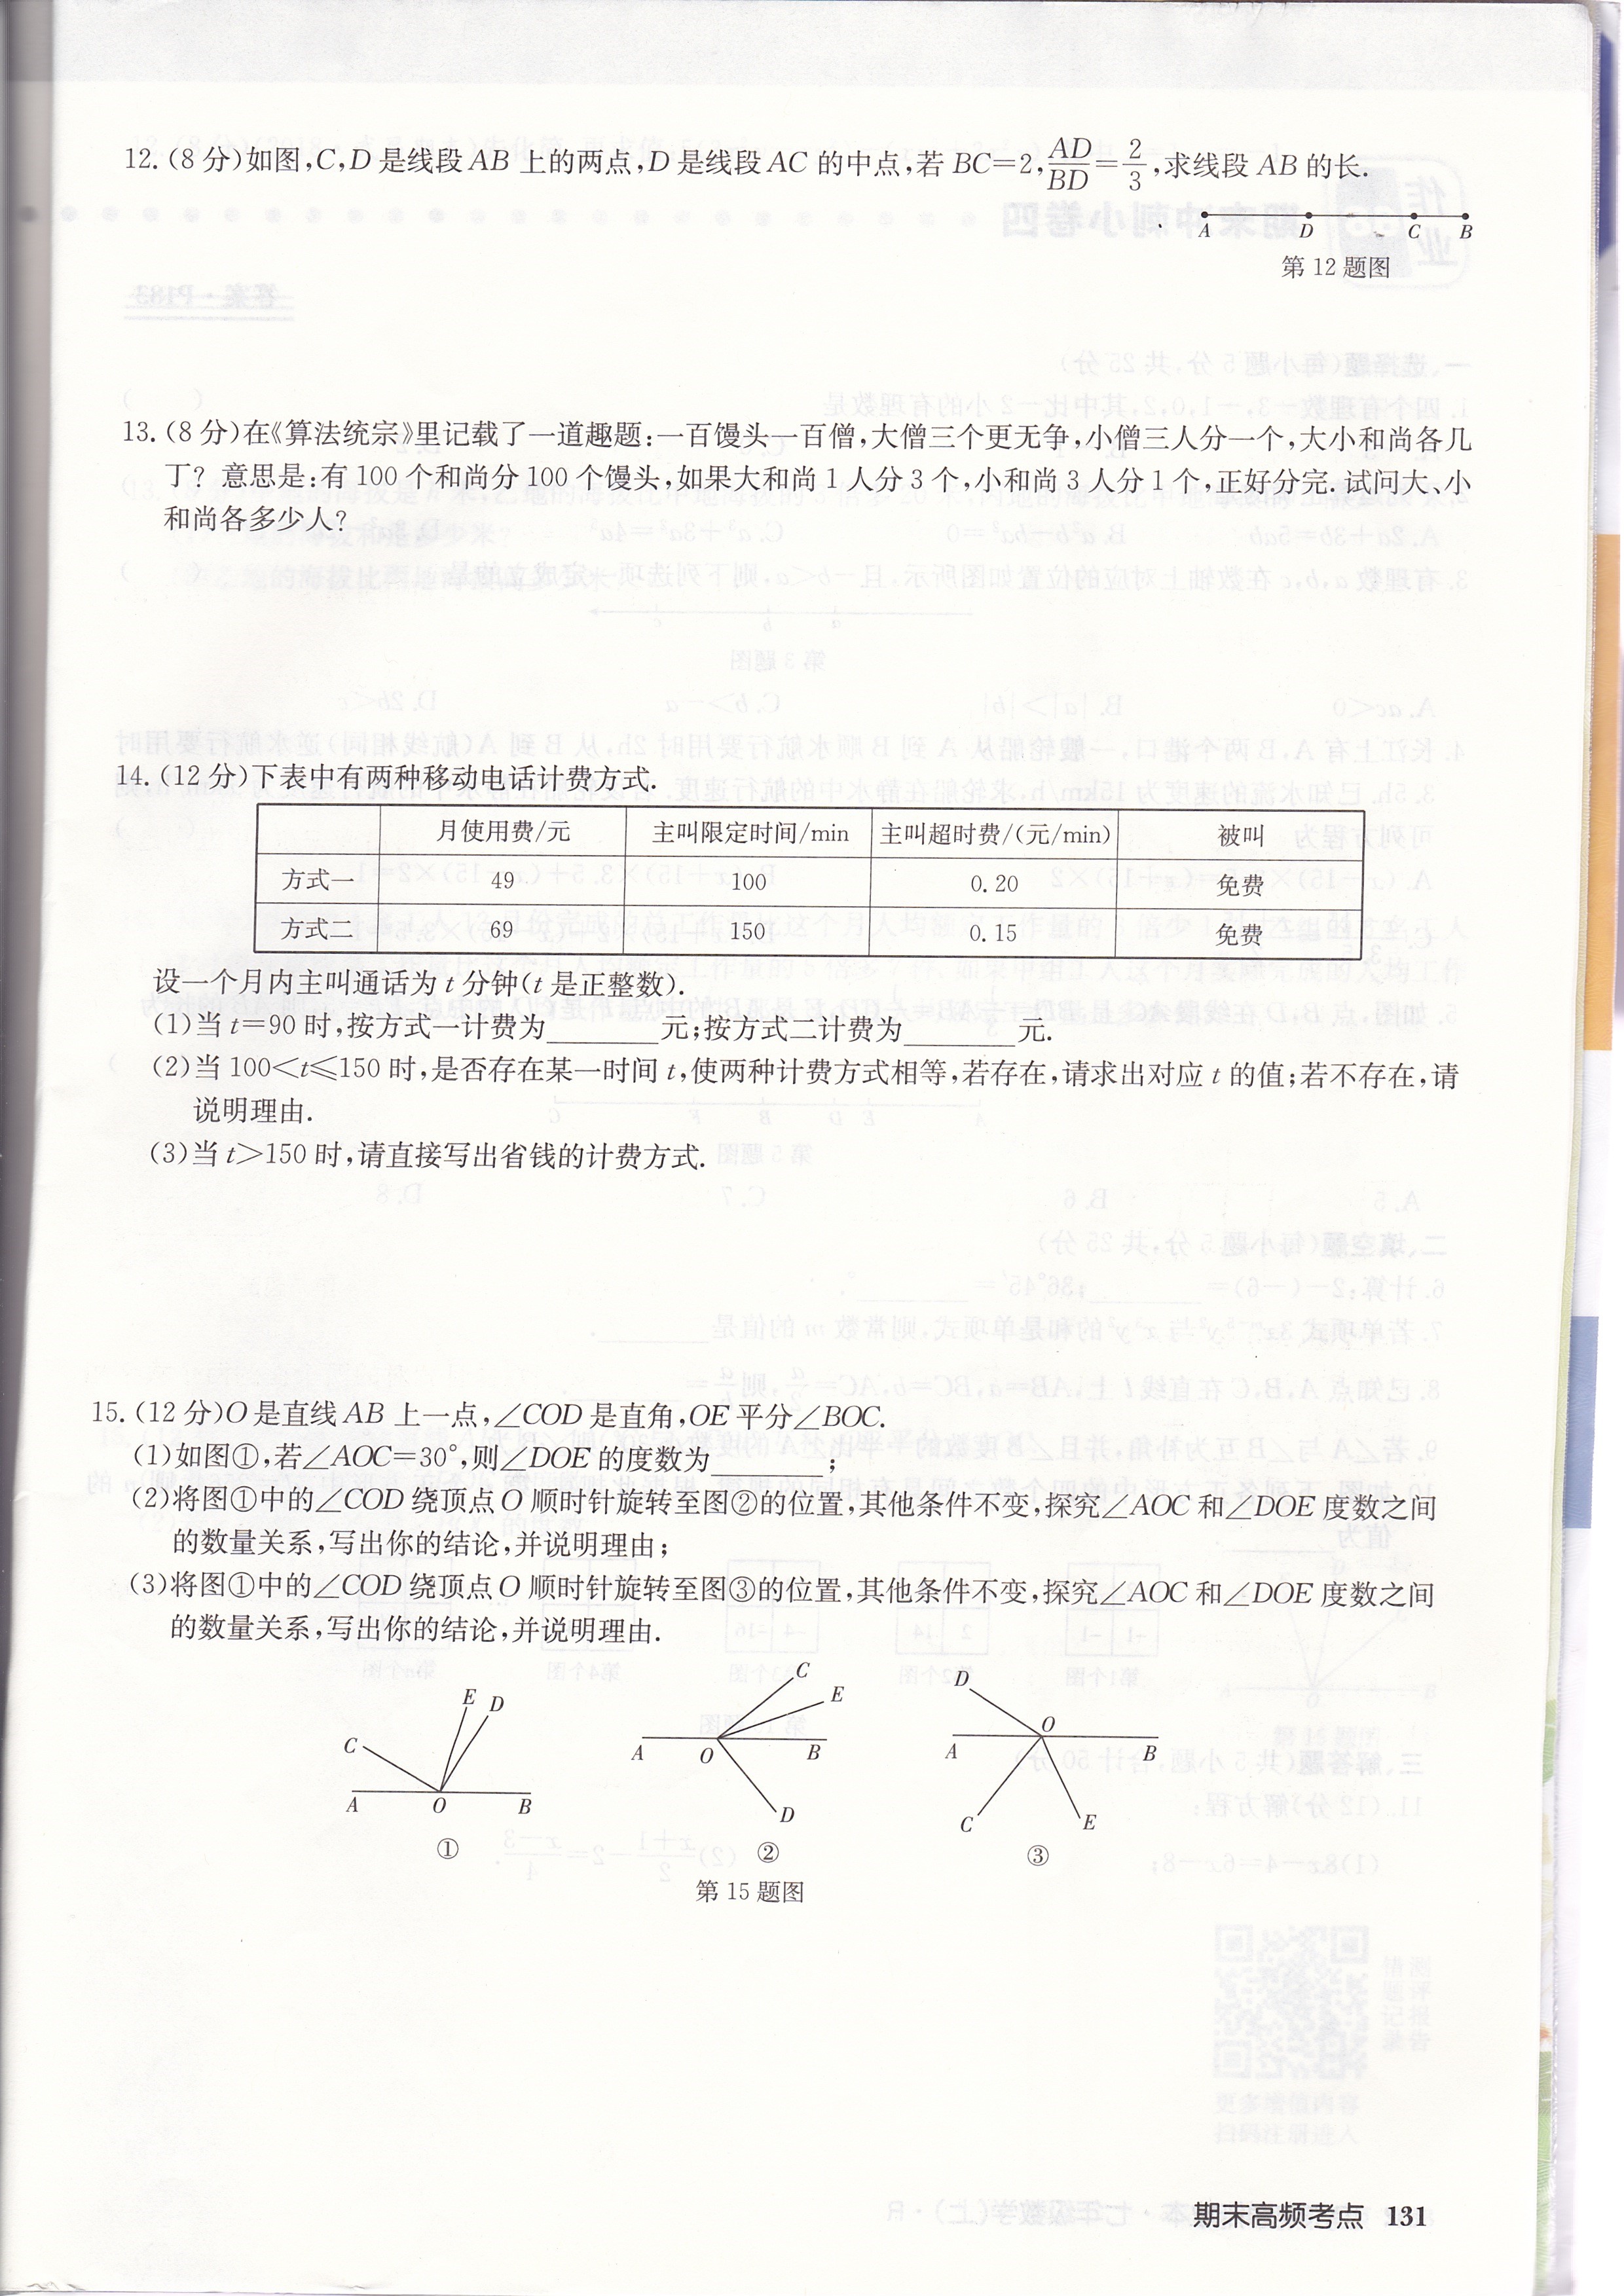 12. (8 分)如图,C,D 是线段 AB 上的两点,D 是线段 AC 的中点,若 BC=2,AD/BD=2/3,求线段 AB 的长.
A D C B
第 12 题图
13. (8 分)在《算法统宗》里记载了一道趣题:一百馒头一百僧,大僧三个更无争,小僧三人分一个,大小和尚各几
丁? 意思是:有 100 个和尚分 100 个馒头,如果大和尚 1 人分 3 个,小和尚 3 人分 1 个,正好分完. 试问大、小
和尚各多少人?
14. (12 分)下表中有两种移动电话计费方式.
月使用费/元 主叫限定时间/min 主叫超时费/(元/min) 被叫
方式一 49 100 0.20 免费
方式二 69 150 0.15 免费
设一个月内主叫通话为 t 分钟(t 是正整数).
(1)当 t=90 时,按方式一计费为________元;按方式二计费为________元.
(2)当 100<t≤150 时,是否存在某一时间 t,使两种计费方式相等,若存在,请求出对应 t 的值;若不存在,请
说明理由.
(3)当 t>150 时,请直接写出省钱的计费方式.
15. (12 分)O 是直线 AB 上一点,∠COD 是直角,OE 平分∠BOC.
(1)如图①,若∠AOC=30°,则∠DOE 的度数为________;
(2)将图①中的∠COD 绕顶点 O 顺时针旋转至图②的位置,其他条件不变,探究∠AOC 和∠DOE 度数之间
的数量关系,写出你的结论,并说明理由;
(3)将图①中的∠COD 绕顶点 O 顺时针旋转至图③的位置,其他条件不变,探究∠AOC 和∠DOE 度数之间
的数量关系,写出你的结论,并说明理由.
E D C A O B
C E A O B D
D O A B C E
① ② ③
第 15 题图
期末高频考点 131